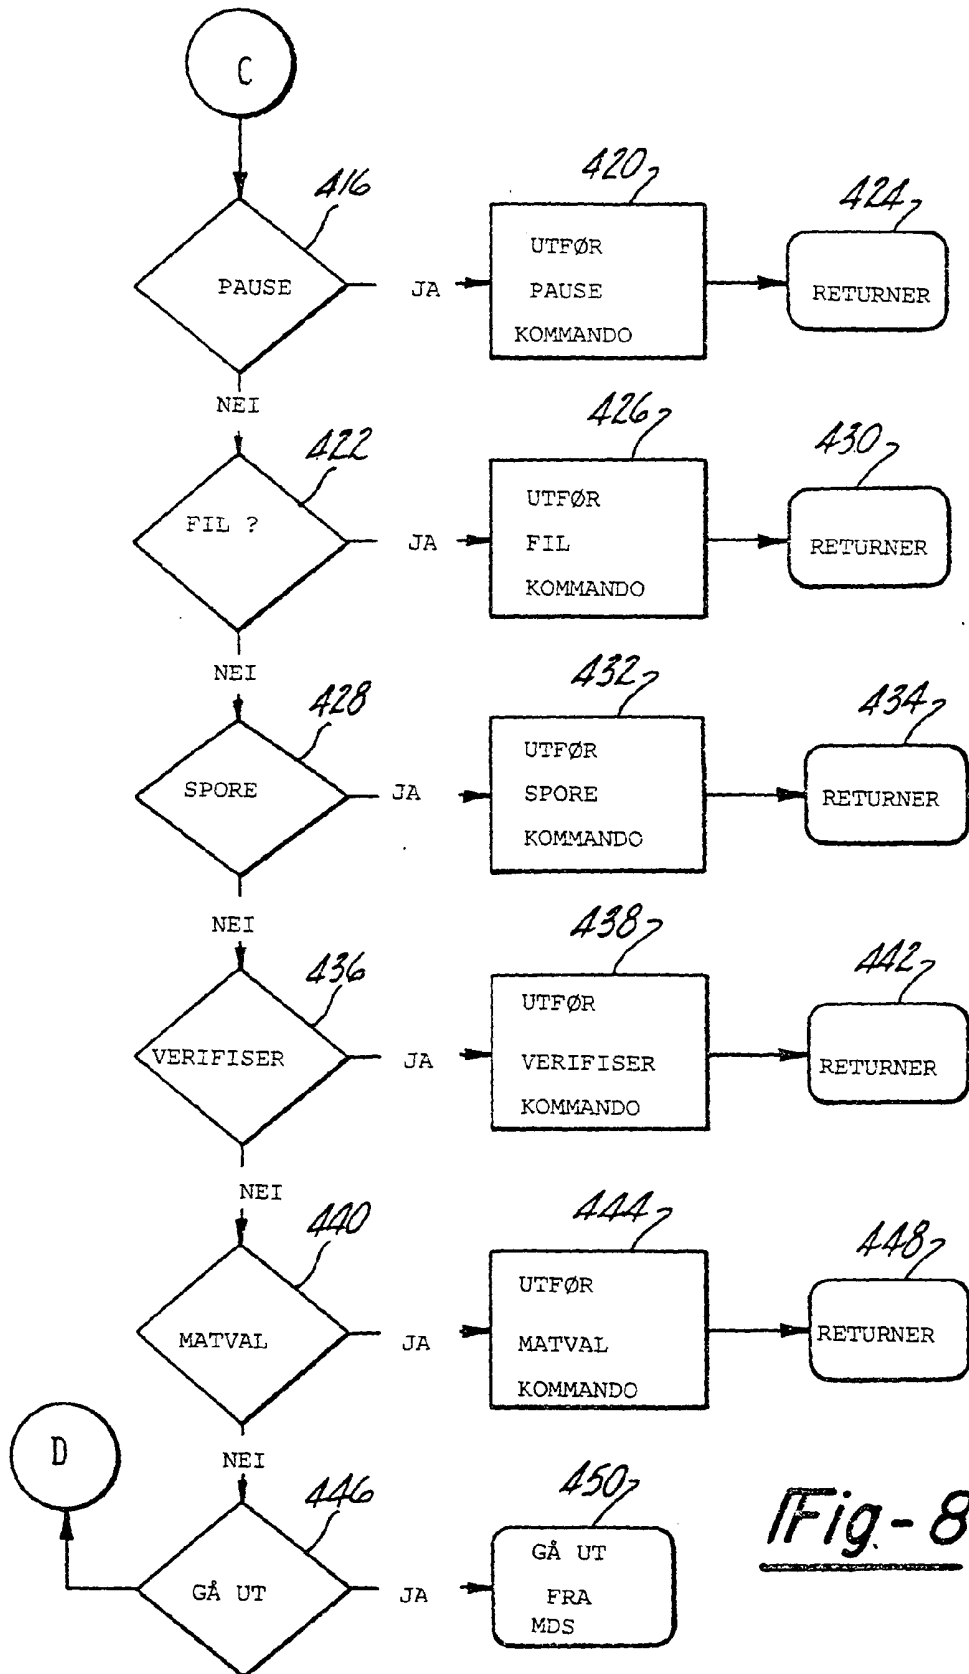 C
416
PAUSE
JA
420
UTFØR
PAUSE
KOMMANDO
424
RETURNER
NEI
422
FIL ?
JA
426
UTFØR
FIL
KOMMANDO
430
RETURNER
NEI
428
SPORE
JA
432
UTFØR
SPORE
KOMMANDO
434
RETURNER
NEI
436
VERIFISER
JA
438
UTFØR
VERIFISER
KOMMANDO
442
RETURNER
NEI
440
MATVAL
JA
444
UTFØR
MATVAL
KOMMANDO
448
RETURNER
NEI
D
446
GÅ UT
JA
450
GÅ UT
FRA
MDS
Fig.-8